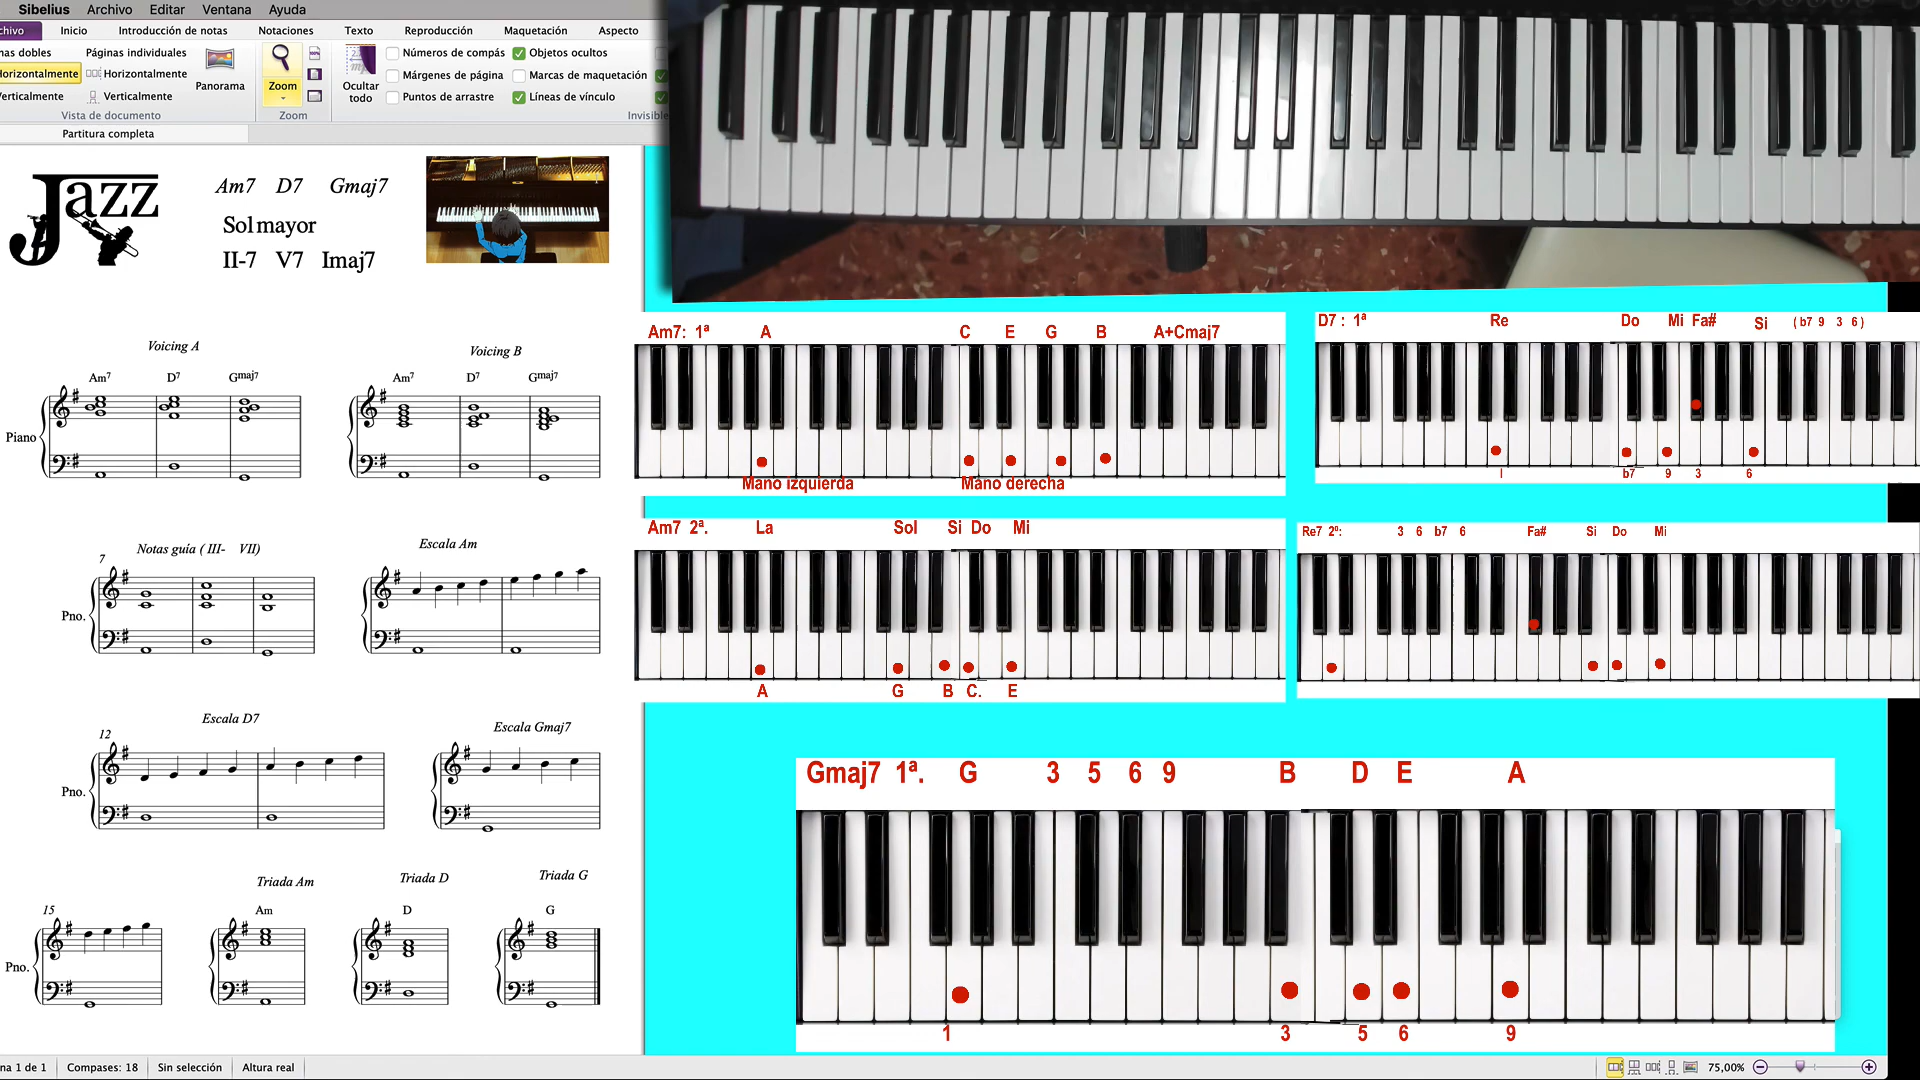 Sibelius Archivo Editar Ventana Ayuda
chivo Inicio Introducción de notas Notaciones Texto Reproducción Maquetación Aspecto
nas dobles Páginas individuales Números de compás Objetos ocultos
Horizontalmente Horizontalmente Panorama Zoom Ocultar todo Márgenes de página Marcas de maquetación
Verticalmente Verticalmente Puntos de arrastre Líneas de vínculo
Vista de documento Zoom Invisible
Partitura completa
Jazz
Am7 D7 Gmaj7
Sol mayor
II-7 V7 Imaj7
Voicing A
Am7 D7 Gmaj7
Piano
Voicing B
Am7 D7 Gmaj7
7
Notas guía ( III- VII)
Pno.
Escala Am
12
Escala D7
Pno.
Escala Gmaj7
15
Pno.
Triada Am
Am
Triada D
D
Triada G
G
Am7: 1ª A C E G B A+Cmaj7
Mano izquierda Mano derecha
D7 : 1ª Re Do Mi Fa# Si ( b7 9 3 6 )
I b7 9 3 6
Am7 2ª. La Sol Si Do Mi
A G B C. E
Re7 2º: 3 6 b7 6 Fa# Si Do Mi
Gmaj7 1ª. G 3 5 6 9 B D E A
1 3 5 6 9
na 1 de 1 Compases: 18 Sin selección Altura real 75,00%